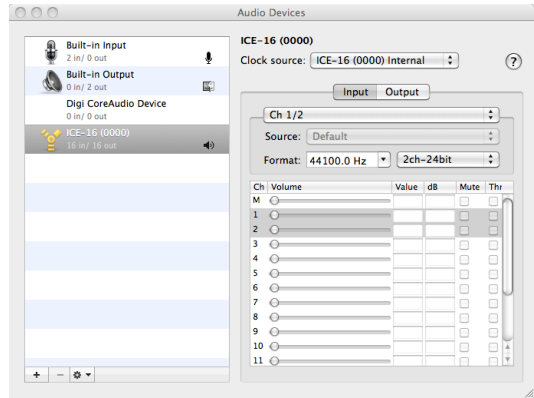 Audio Devices
Built-in Input
2 in/ 0 out
Built-in Output
0 in/ 2 out
Digi CoreAudio Device
0 in/ 0 out
ICE-16 (0000)
16 in/ 16 out
ICE-16 (0000)
Clock source: ICE-16 (0000) Internal
?
Input Output
Ch 1/2
Source: Default
Format: 44100.0 Hz 2ch-24bit
Ch Volume Value dB Mute Thr
M
1
2
3
4
5
6
7
8
9
10
11
+ −